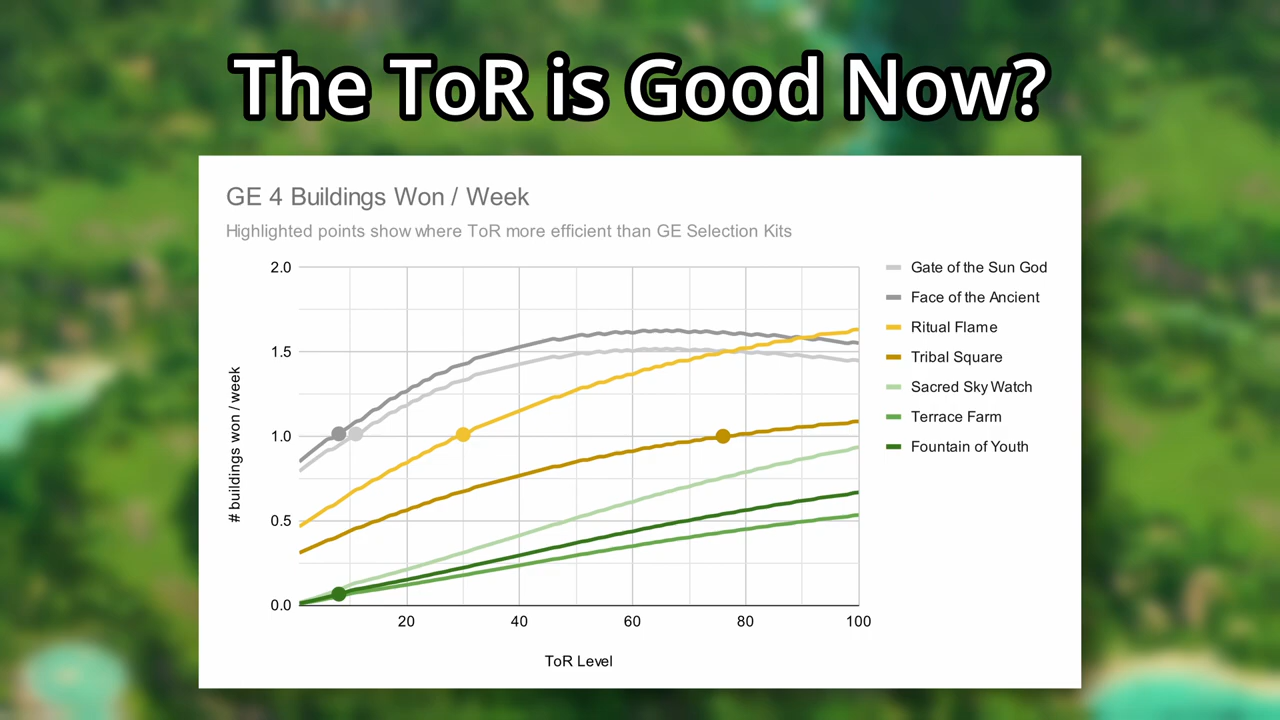 The ToR is Good Now?
GE 4 Buildings Won / Week
Highlighted points show where ToR more efficient than GE Selection Kits
# buildings won / week
2.0
1.5
1.0
0.5
0.0
20 40 60 80 100
ToR Level
Gate of the Sun God
Face of the Ancient
Ritual Flame
Tribal Square
Sacred Sky Watch
Terrace Farm
Fountain of Youth